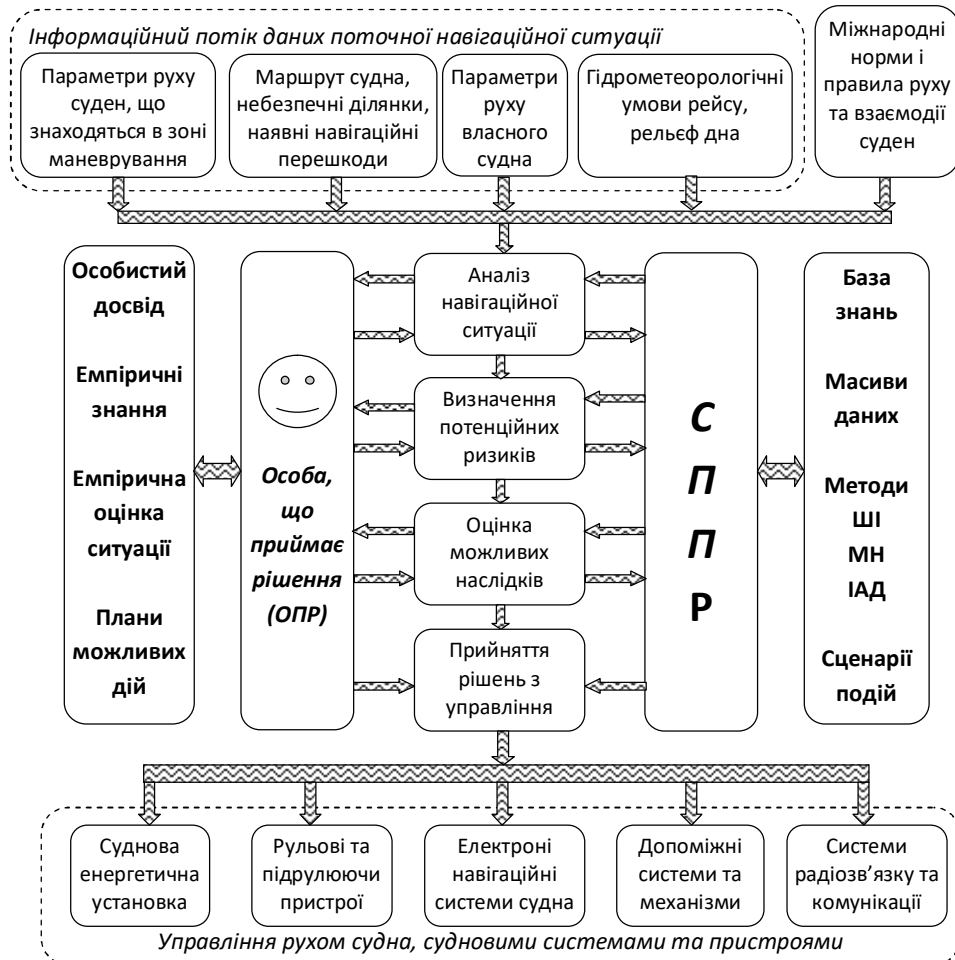 Інформаційний потік даних поточної навігаційної ситуації
Параметри руху
суден, що
знаходяться в зоні
маневрування
Маршрут судна,
небезпечні ділянки,
наявні навігаційні
перешкоди
Параметри
руху
власного
судна
Гідрометеорологічні
умови рейсу,
рельєф дна
Міжнародні
норми і
правила руху
та взаємодії
суден
Особистий
досвід
Емпіричні
знання
Емпірична
оцінка
ситуації
Плани
можливих
дій
Особа,
що
приймає
рішення
(ОПР)
Аналіз
навігаційної
ситуації
Визначення
потенційних
ризиків
Оцінка
можливих
наслідків
Прийняття
рішень з
управління
С
П
П
Р
База
знань
Масиви
даних
Методи
ШІ
МН
ІАД
Сценарії
подій
Суднова
енергетична
установка
Рульові та
підрулюючи
пристрої
Електроні
навігаційні
системи судна
Допоміжні
системи та
механізми
Системи
радіозв’язку та
комунікації
Управління рухом судна, судновими системами та пристроями